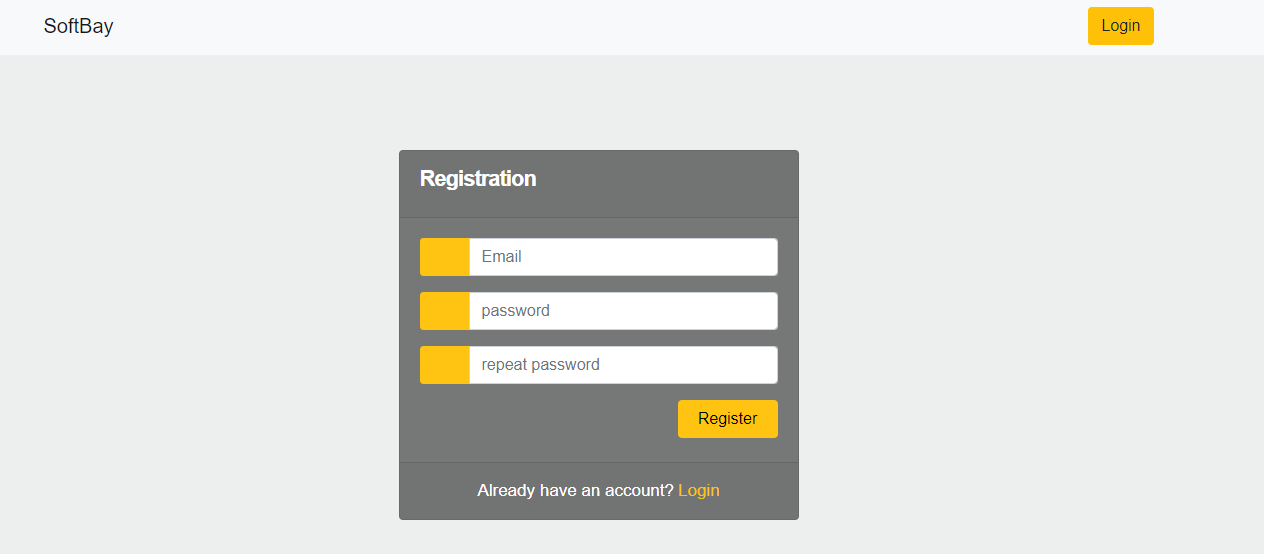 SoftBay
Login
Registration
Email
password
repeat password
Register
Already have an account? Login